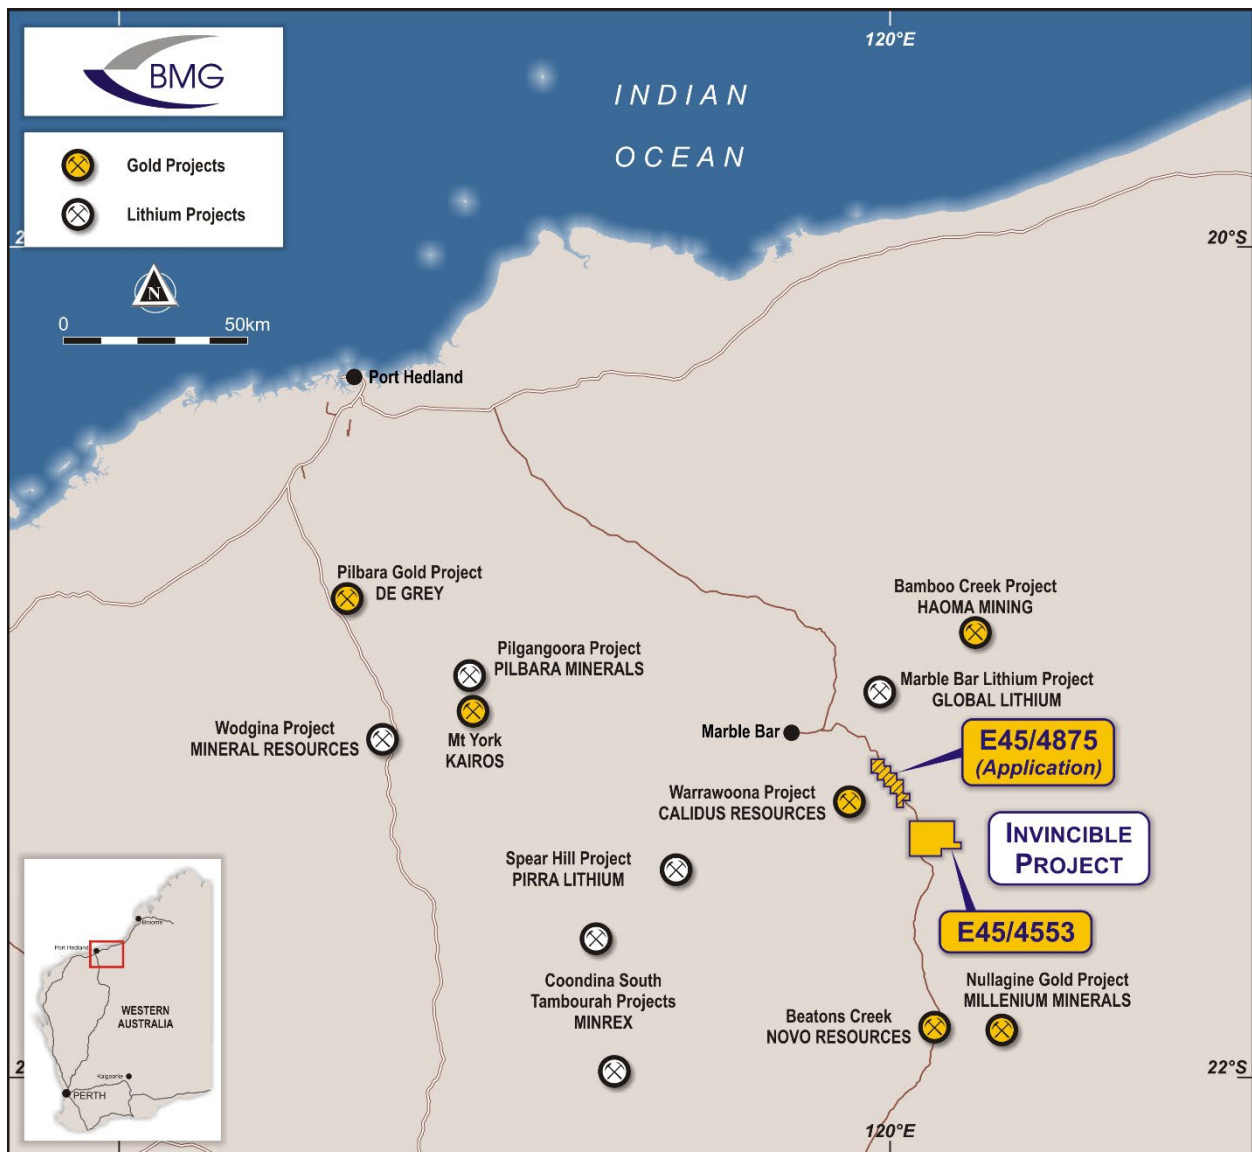 120°E
BMG
INDIAN
OCEAN
Gold Projects
Lithium Projects
20°S
N
0 50km
Port Hedland
Pilbara Gold Project
DE GREY
Bamboo Creek Project
HAOMA MINING
Pilgangoora Project
PILBARA MINERALS
Marble Bar Lithium Project
GLOBAL LITHIUM
Wodgina Project
MINERAL RESOURCES
Mt York
KAIROS
Marble Bar
E45/4875
(Application)
Warrawoona Project
CALIDUS RESOURCES
INVINCIBLE
PROJECT
Spear Hill Project
PIRRA LITHIUM
E45/4553
Coondina South
Tambourah Projects
MINREX
Nullagine Gold Project
MILLENIUM MINERALS
Beatons Creek
NOVO RESOURCES
22°S
120°E
Broome
Port Hedland
WESTERN
AUSTRALIA
Kalgoorlie
PERTH